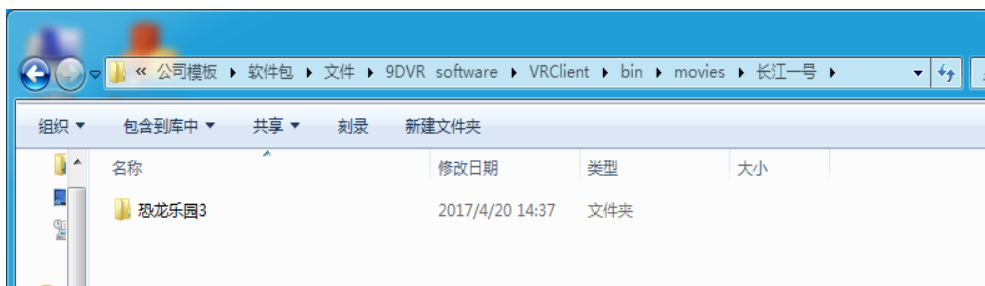 « 公司模板 ▸ 软件包 ▸ 文件 ▸ 9DVR software ▸ VRClient ▸ bin ▸ movies ▸ 长江一号 ▸
组织 包含到库中 共享 刻录 新建文件夹
名称 修改日期 类型 大小
恐龙乐园3 2017/4/20 14:37 文件夹